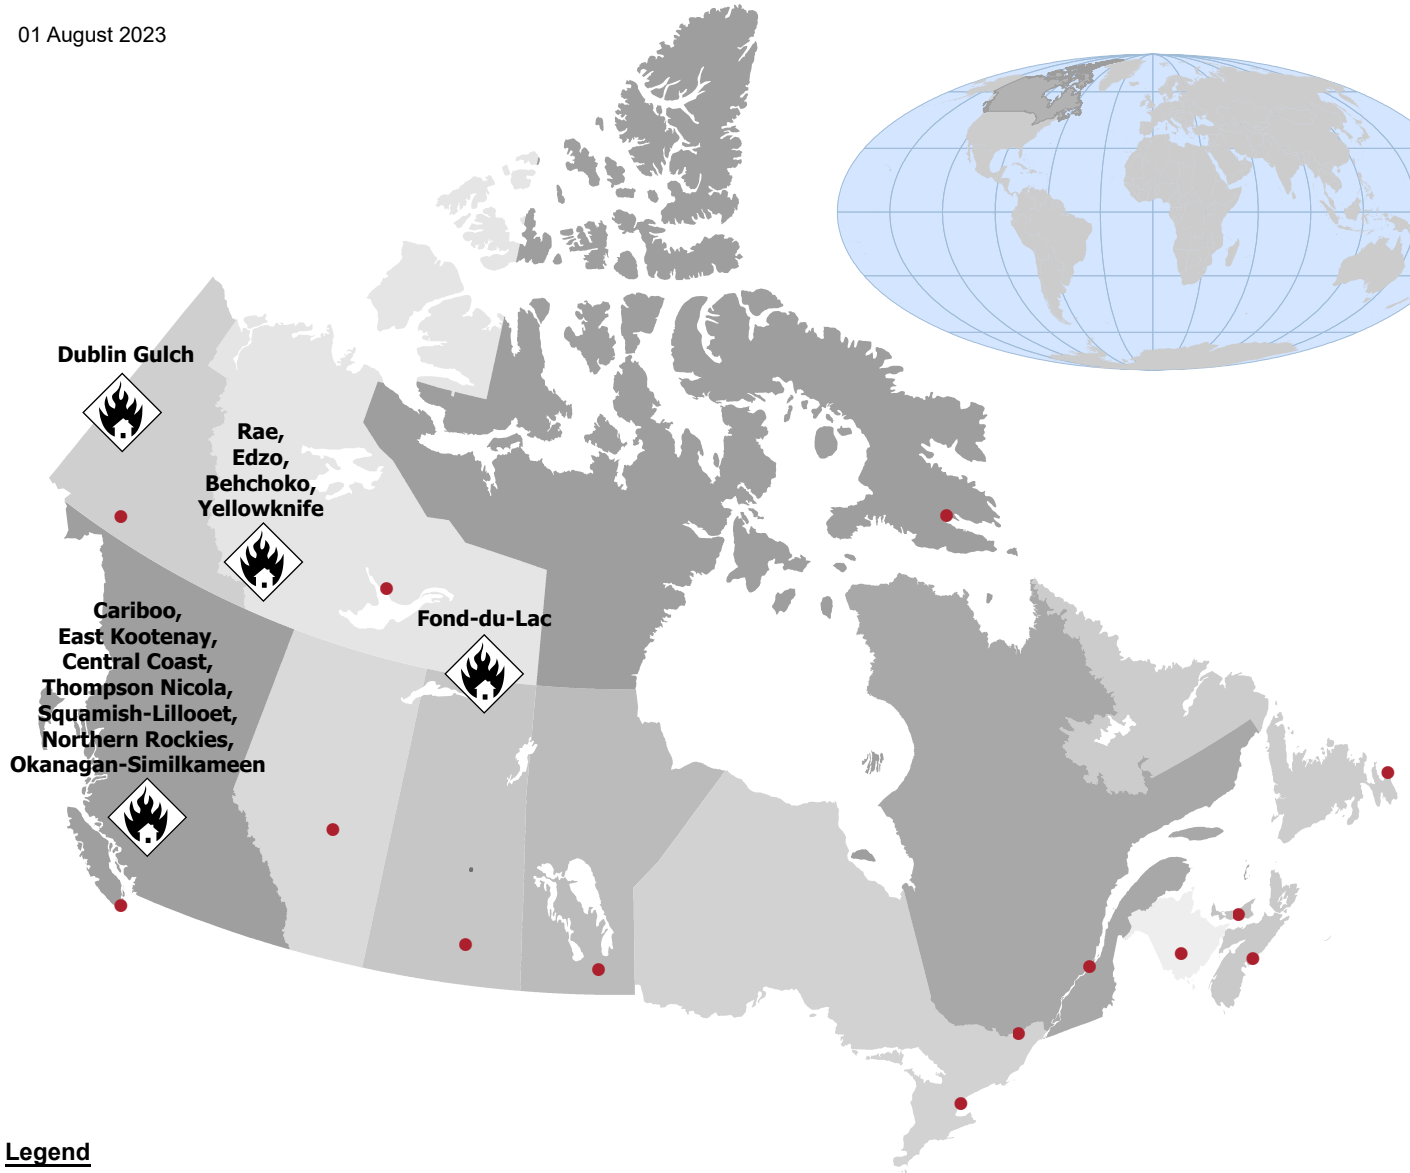 01 August 2023
Dublin Gulch
Rae,
Edzo,
Behchoko,
Yellowknife
Cariboo,
East Kootenay,
Central Coast,
Thompson Nicola,
Squamish-Lillooet,
Northern Rockies,
Okanagan-Similkameen
Fond-du-Lac
Legend